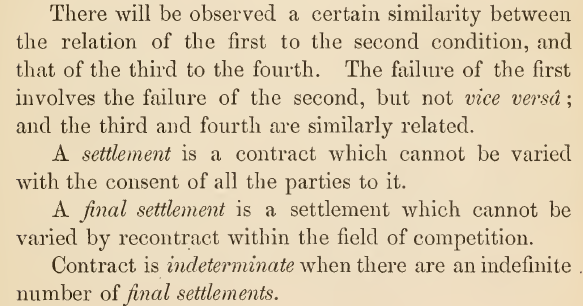 There will be observed a certain similarity between
the relation of the first to the second condition, and
that of the third to the fourth. The failure of the first
involves the failure of the second, but not vice versâ;
and the third and fourth are similarly related.
A settlement is a contract which cannot be varied
with the consent of all the parties to it.
A final settlement is a settlement which cannot be
varied by recontract within the field of competition.
Contract is indeterminate when there are an indefinite
number of final settlements.